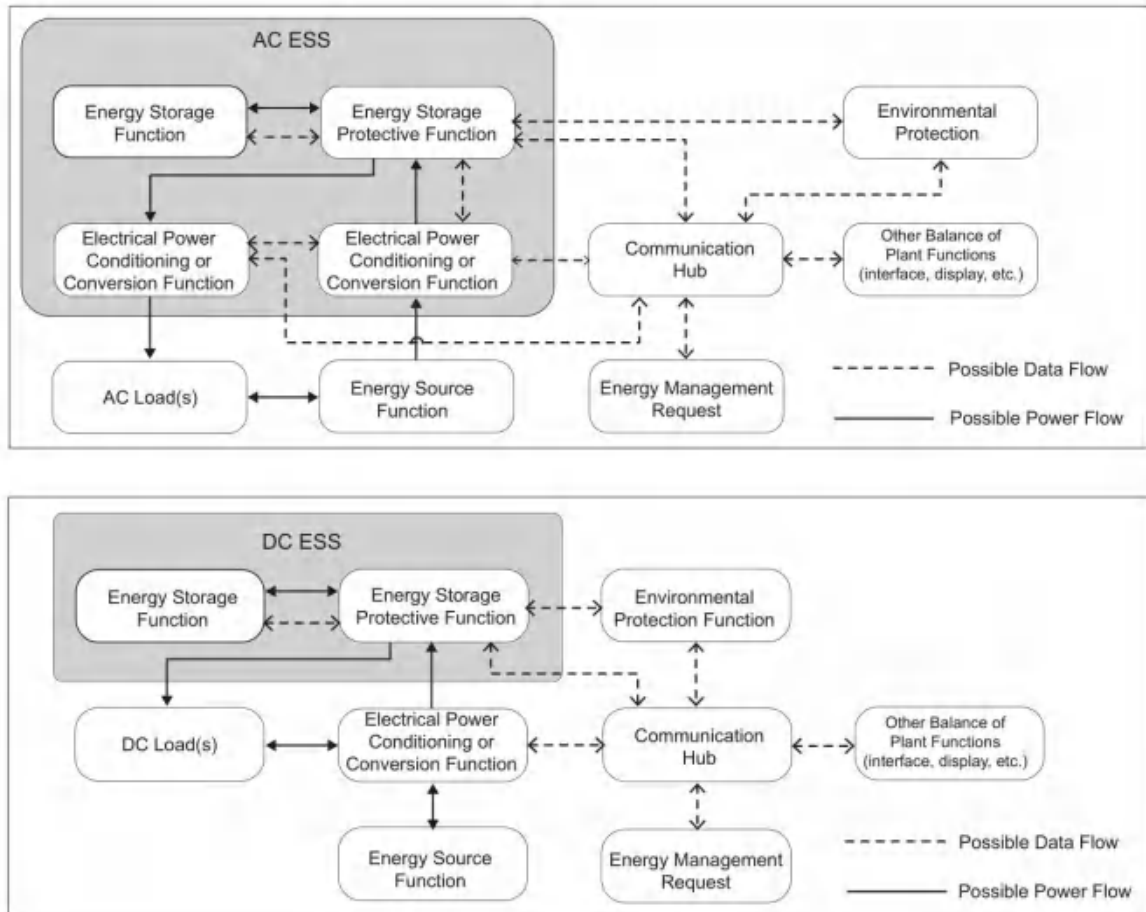 AC ESS
Energy Storage
Function
Energy Storage
Protective Function
Environmental
Protection
Electrical Power
Conditioning or
Conversion Function
Electrical Power
Conditioning or
Conversion Function
Communication
Hub
Other Balance of
Plant Functions
(interface, display, etc.)
AC Load(s)
Energy Source
Function
Energy Management
Request
Possible Data Flow
Possible Power Flow
DC ESS
Energy Storage
Function
Energy Storage
Protective Function
Environmental
Protection Function
DC Load(s)
Electrical Power
Conditioning or
Conversion Function
Communication
Hub
Other Balance of
Plant Functions
(interface, display, etc.)
Energy Source
Function
Energy Management
Request
Possible Data Flow
Possible Power Flow